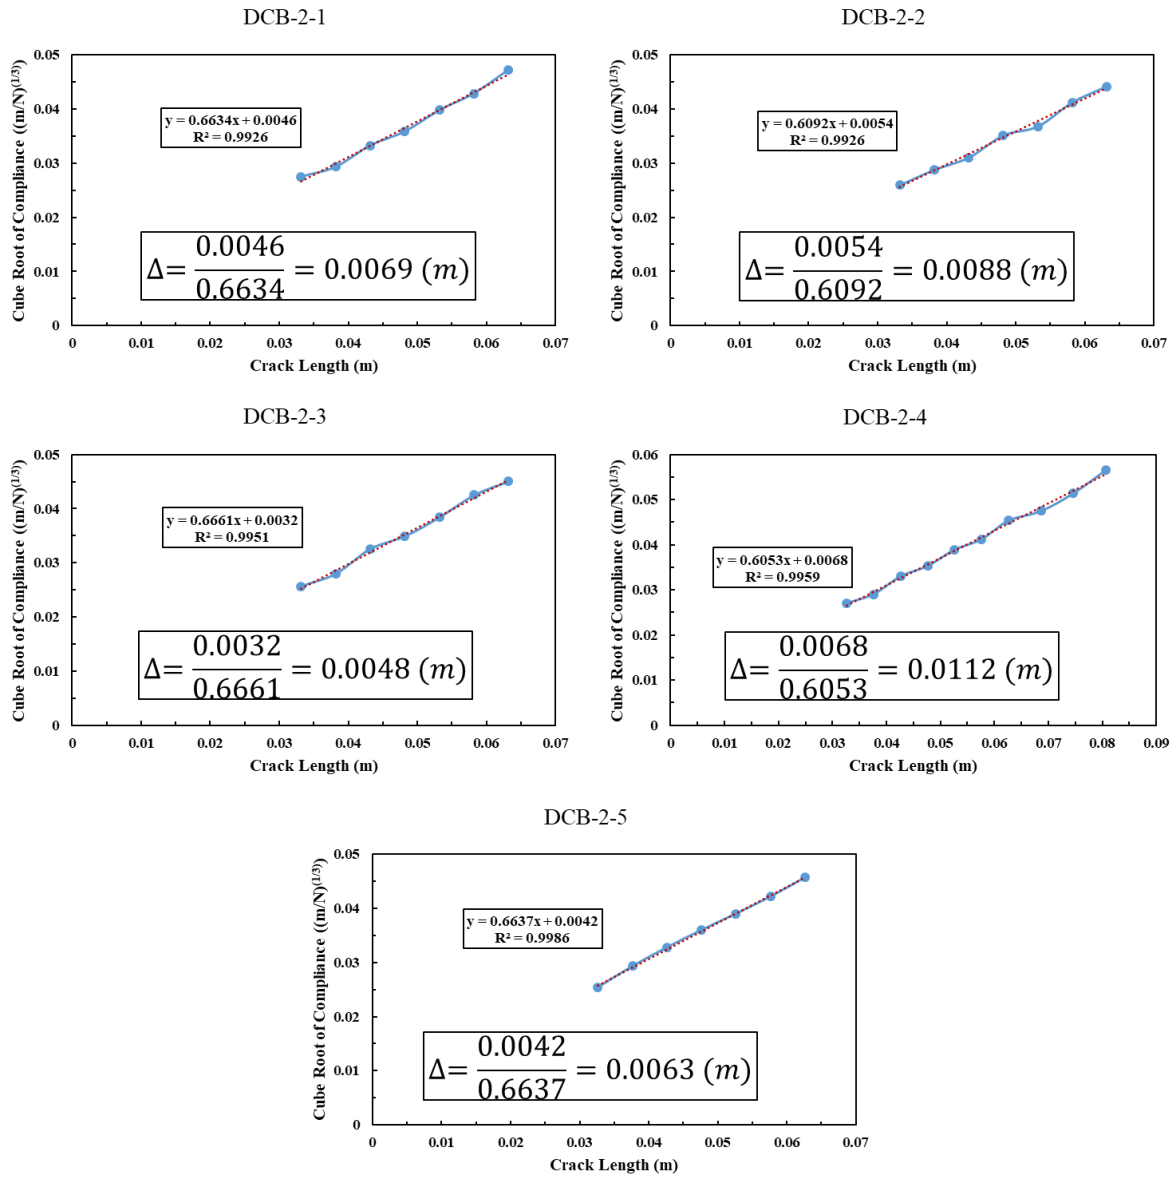 DCB-2-1
0.05
0.04
0.03
0.02
0.01
0
Cube Root of Compliance ((m/N)^(1/3))
y = 0.6634x + 0.0046
R² = 0.9926
Δ= 0.0046/0.6634 = 0.0069 (m)
0 0.01 0.02 0.03 0.04 0.05 0.06 0.07
Crack Length (m)
DCB-2-2
0.05
0.04
0.03
0.02
0.01
0
Cube Root of Compliance ((m/N)^(1/3))
y = 0.6092x + 0.0054
R² = 0.9926
Δ= 0.0054/0.6092 = 0.0088 (m)
0 0.01 0.02 0.03 0.04 0.05 0.06 0.07
Crack Length (m)
DCB-2-3
0.05
0.04
0.03
0.02
0.01
0
Cube Root of Compliance ((m/N)^(1/3))
y = 0.6661x + 0.0032
R² = 0.9951
Δ= 0.0032/0.6661 = 0.0048 (m)
0 0.01 0.02 0.03 0.04 0.05 0.06 0.07
Crack Length (m)
DCB-2-4
0.06
0.05
0.04
0.03
0.02
0.01
0
Cube Root of Compliance ((m/N)^(1/3))
y = 0.6053x + 0.0068
R² = 0.9959
Δ= 0.0068/0.6053 = 0.0112 (m)
0 0.01 0.02 0.03 0.04 0.05 0.06 0.07 0.08 0.09
Crack Length (m)
DCB-2-5
0.05
0.04
0.03
0.02
0.01
0
Cube Root of Compliance ((m/N)^(1/3))
y = 0.6637x + 0.0042
R² = 0.9986
Δ= 0.0042/0.6637 = 0.0063 (m)
0 0.01 0.02 0.03 0.04 0.05 0.06 0.07
Crack Length (m)